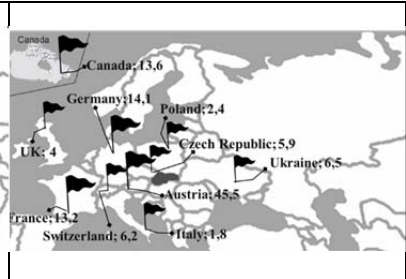 Canada
Canada; 13,6
Germany;14,1
Poland;2,4
Czech Republic; 5,9
UK; 4
Ukraine; 6,5
Austria; 45,5
France; 13,2
Switzerland; 6,2
Italy; 1,8